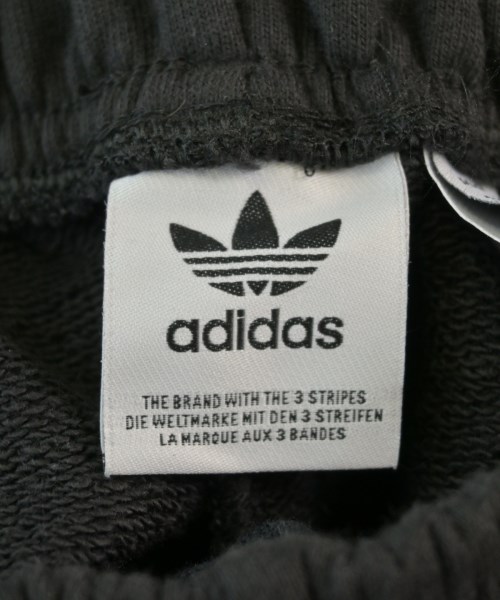 adidas
THE BRAND WITH THE 3 STRIPES
DIE WELTMARKE MIT DEN 3 STREIFEN
LA MARQUE AUX 3 BANDES